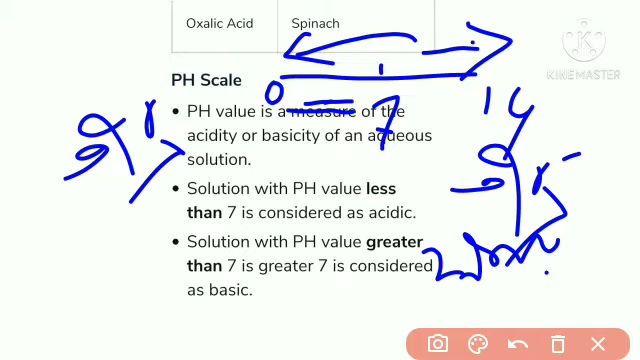 Oxalic Acid Spinach
0 7 14
KINEMASTER
PH Scale
PH value is a measure of the
acidity or basicity of an aqueous
solution.
Solution with PH value less
than 7 is considered as acidic.
Solution with PH value greater
than 7 is greater 7 is considered
as basic.